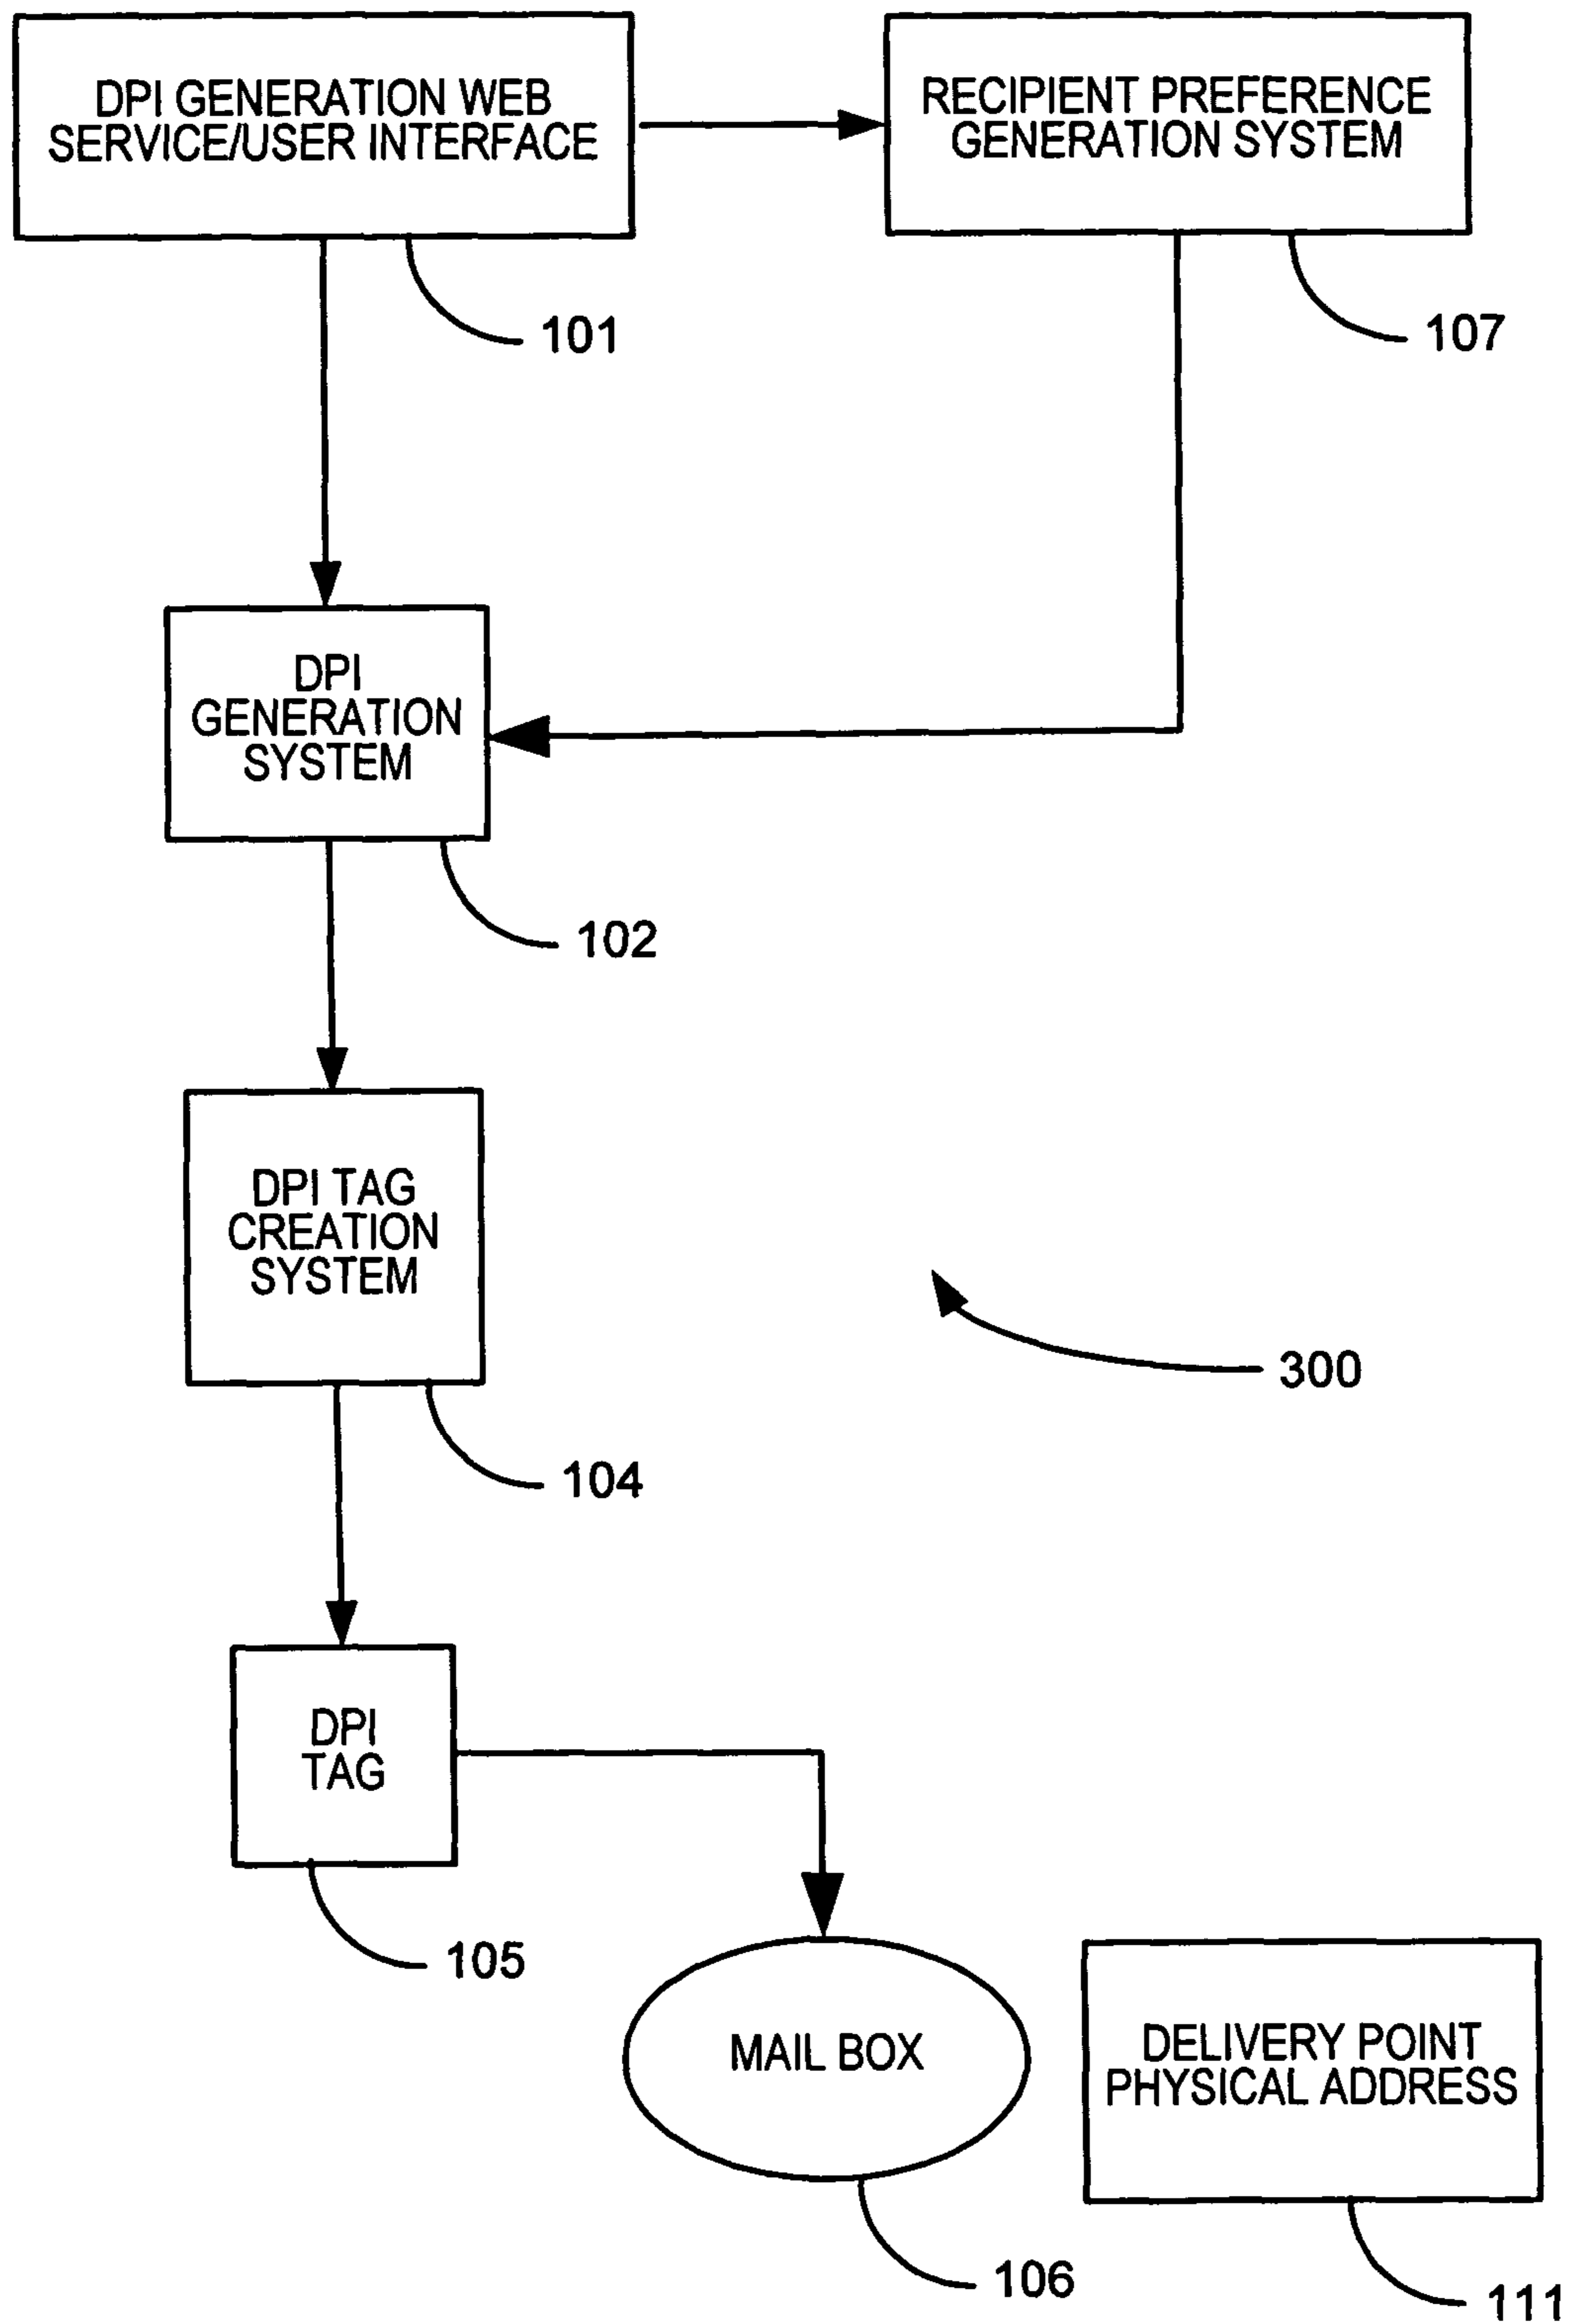 DPI GENERATION WEB
SERVICE/USER INTERFACE
101
RECIPIENT PREFERENCE
GENERATION SYSTEM
107
DPI
GENERATION
SYSTEM
102
DPI TAG
CREATION
SYSTEM
104
300
DPI
TAG
105
MAIL BOX
106
DELIVERY POINT
PHYSICAL ADDRESS
111